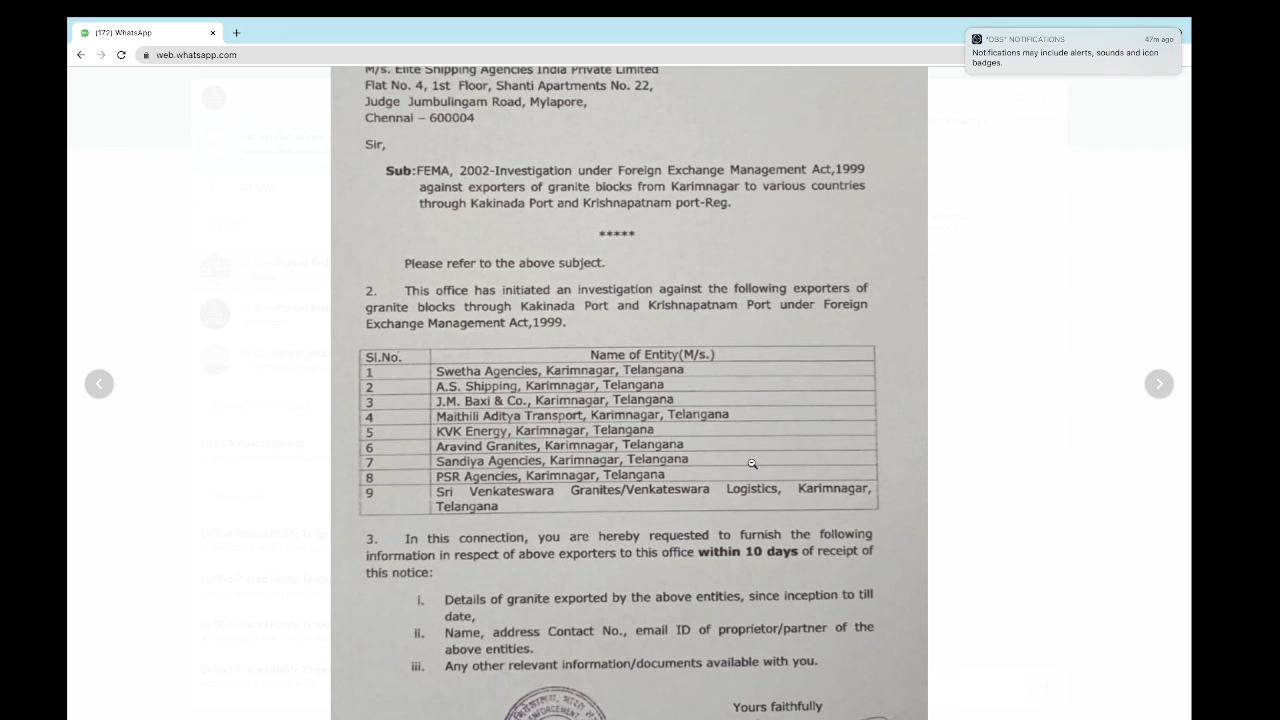 (172) WhatsApp
web.whatsapp.com
"OBS" NOTIFICATIONS 47m ago
Notifications may include alerts, sounds and icon
badges.
M/s. Elite Shipping Agencies India Private Limited
Flat No. 4, 1st Floor, Shanti Apartments No. 22,
Judge Jumbulingam Road, Mylapore,
Chennai – 600004
Sir,
Sub:FEMA, 2002-Investigation under Foreign Exchange Management Act,1999
against exporters of granite blocks from Karimnagar to various countries
through Kakinada Port and Krishnapatnam port-Reg.
*****
Please refer to the above subject.
2. This office has initiated an investigation against the following exporters of
granite blocks through Kakinada Port and Krishnapatnam Port under Foreign
Exchange Management Act,1999.
Sl.No. Name of Entity(M/s.)
1 Swetha Agencies, Karimnagar, Telangana
2 A.S. Shipping, Karimnagar, Telangana
3 J.M. Baxi & Co., Karimnagar, Telangana
4 Maithili Aditya Transport, Karimnagar, Telangana
5 KVK Energy, Karimnagar, Telangana
6 Aravind Granites, Karimnagar, Telangana
7 Sandiya Agencies, Karimnagar, Telangana
8 PSR Agencies, Karimnagar, Telangana
9 Sri Venkateswara Granites/Venkateswara Logistics, Karimnagar,
Telangana
3. In this connection, you are hereby requested to furnish the following
information in respect of above exporters to this office within 10 days of receipt of
this notice:
i. Details of granite exported by the above entities, since inception to till
date,
ii. Name, address Contact No., email ID of proprietor/partner of the
above entities.
iii. Any other relevant information/documents available with you.
ENFORCEMENT
Yours faithfully